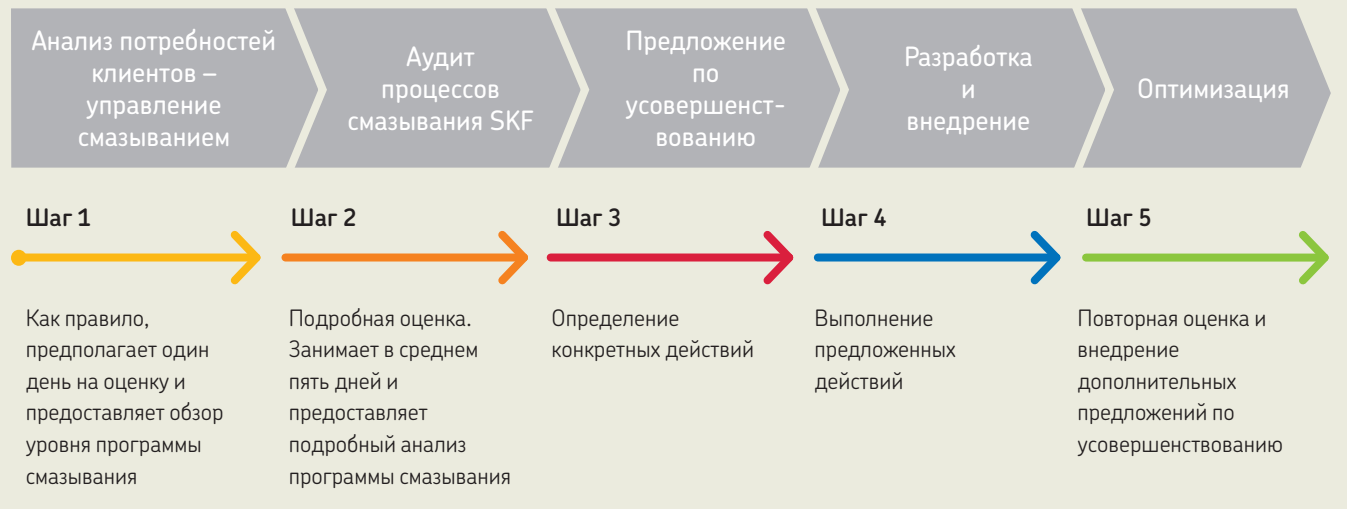 Анализ потребностей
клиентов –
управление
смазыванием
Аудит
процессов
смазывания SKF
Предложение
по
усовершенст-
вованию
Разработка
и
внедрение
Оптимизация
Шаг 1
Как правило,
предполагает один
день на оценку и
предоставляет обзор
уровня программы
смазывания
Шаг 2
Подробная оценка.
Занимает в среднем
пять дней и
предоставляет
подробный анализ
программы смазывания
Шаг 3
Определение
конкретных действий
Шаг 4
Выполнение
предложенных
действий
Шаг 5
Повторная оценка и
внедрение
дополнительных
предложений по
усовершенствованию